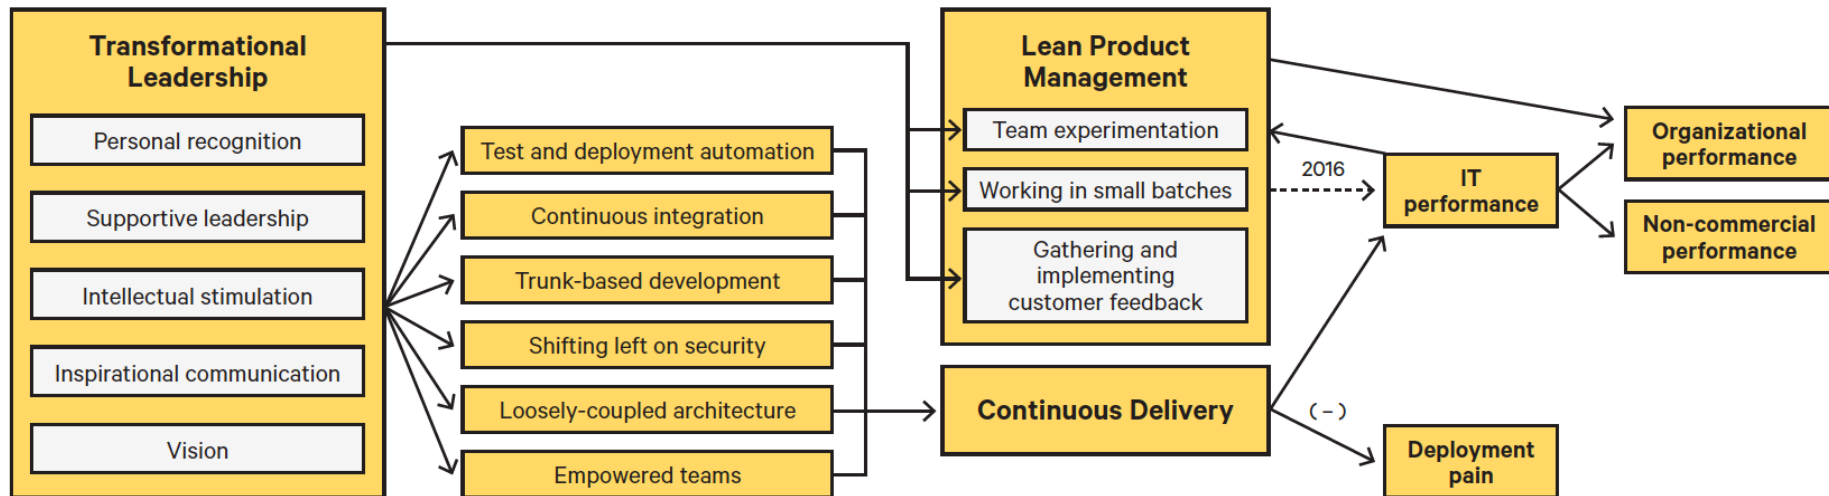 Transformational
Leadership
Personal recognition
Supportive leadership
Intellectual stimulation
Inspirational communication
Vision
Test and deployment automation
Continuous integration
Trunk-based development
Shifting left on security
Loosely-coupled architecture
Empowered teams
Lean Product
Management
Team experimentation
Working in small batches
Gathering and
implementing
customer feedback
Continuous Delivery
2016
(-)
IT
performance
Deployment
pain
Organizational
performance
Non-commercial
performance